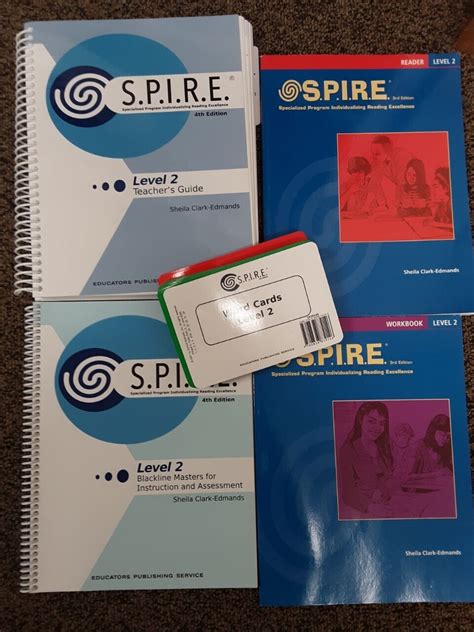 S.P.I.R.E.®
Specialized Program Individualizing Reading Excellence
4th Edition
Level 2
Teacher's Guide
Sheila Clark-Edmands
EDUCATORS PUBLISHING
READER LEVEL 2
S.P.I.R.E.®
3rd Edition
Specialized Program Individualizing Reading Excellence
Sheila Clark-Edmands
S.P.I.R.E.
Word Cards
Level 2
EDUCATORS PUBLISHING SERVICE
S.P.I.R.E.
Specialized Program Individualizing Reading Excellence
4th Edition
Level 2
Blackline Masters for
Instruction and Assessment
Sheila Clark-Edmands
EDUCATORS PUBLISHING SERVICE
WORKBOOK LEVEL 2
S.P.I.R.E.®
3rd Edition
Specialized Program Individualizing Reading Excellence
Sheila Clark-Edmands